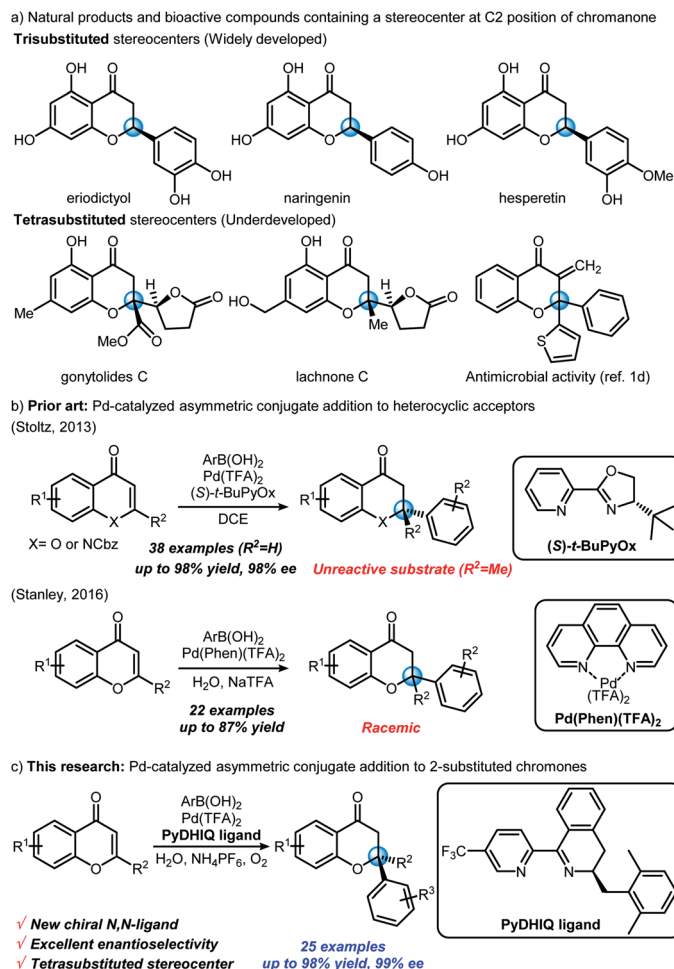 a) Natural products and bioactive compounds containing a stereocenter at C2 position of chromanone
Trisubstituted stereocenters (Widely developed)
OH O
HO O
OH
OH
eriodictyol
OH O
HO O
OH
naringenin
OH O
HO O
OMe
OH
hesperetin
Tetrasubstituted stereocenters (Underdeveloped)
OH O
H O O
Me O
MeO O
gonytolides C
OH O
H O O
HO O
Me
lachnone C
O
CH2
O
S
Antimicrobial activity (ref. 1d)
b) Prior art: Pd-catalyzed asymmetric conjugate addition to heterocyclic acceptors
(Stoltz, 2013)
O
R1
X R2
X= O or NCbz
ArB(OH)2
Pd(TFA)2
(S)-t-BuPyOx
DCE
38 examples (R2=H)
up to 98% yield, 98% ee
O
R2
R1
X R2
Unreactive substrate (R2=Me)
O
N N
(S)-t-BuPyOx
(Stanley, 2016)
O
R1
O R2
ArB(OH)2
Pd(Phen)(TFA)2
H2O, NaTFA
22 examples
up to 87% yield
O
R2
R1
O R2
Racemic
N N
Pd
(TFA)2
Pd(Phen)(TFA)2
c) This research: Pd-catalyzed asymmetric conjugate addition to 2-substituted chromones
O
R1
O R2
ArB(OH)2
Pd(TFA)2
PyDHIQ ligand
H2O, NH4PF6, O2
O
R1
O R2
R3
F3C
N N
PyDHIQ ligand
√ New chiral N,N-ligand
√ Excellent enantioselectivity
√ Tetrasubstituted stereocenter
25 examples
up to 98% yield, 99% ee